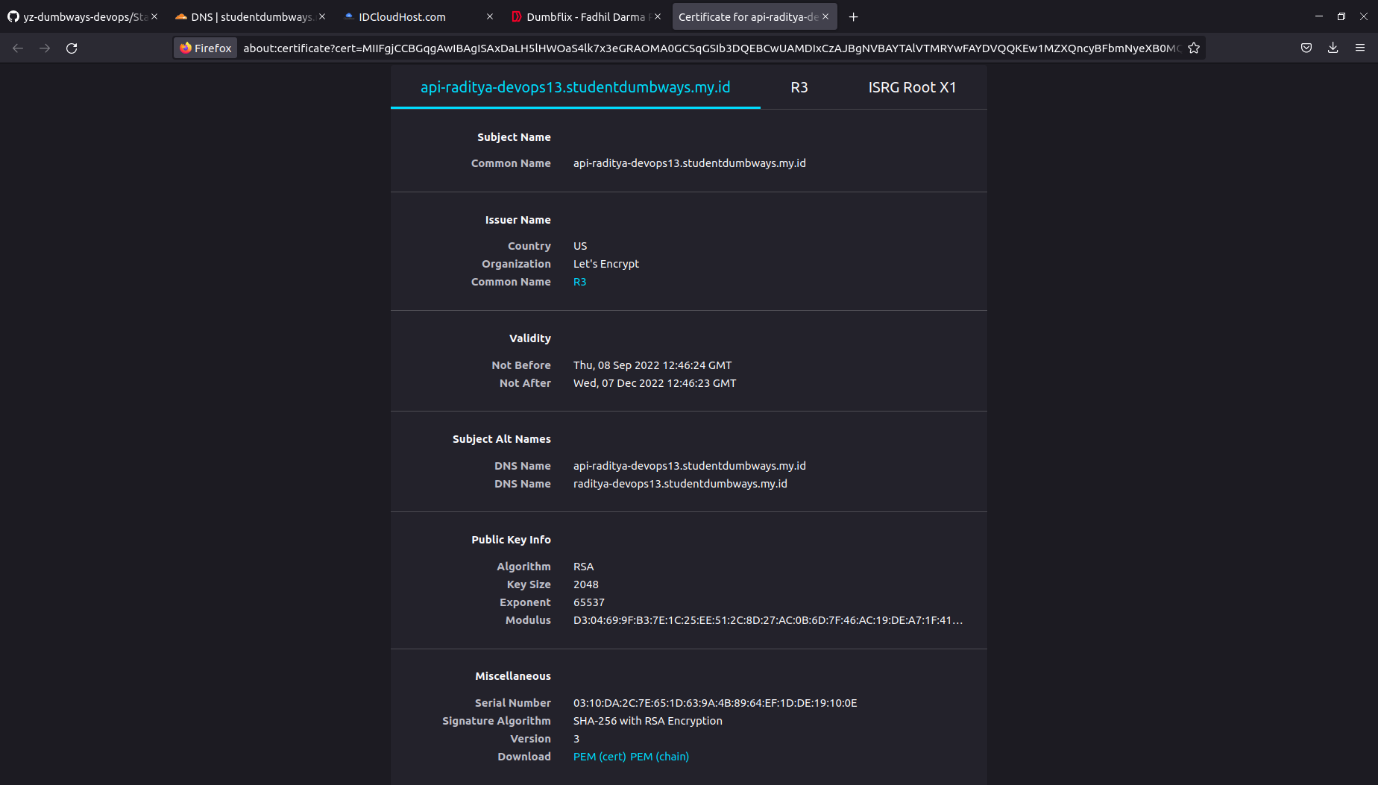 yz-dumbways-devops/Sta
DNS | studentdumbways.
IDCloudHost.com
Dumbflix - Fadhil Darma P
Certificate for api-raditya-de
Firefox
about:certificate?cert=MIIFgjCCBGqgAwIBAgISAxDaLH5lHWOaS4lk7x3eGRAOMA0GCSqGSIb3DQEBCwUAMDIxCzAJBgNVBAYTAlVTMRYwFAYDVQQKEw1MZXQncyBFbmNyeXB0MQ
api-raditya-devops13.studentdumbways.my.id
R3
ISRG Root X1
Subject Name
Common Name api-raditya-devops13.studentdumbways.my.id
Issuer Name
Country US
Organization Let's Encrypt
Common Name R3
Validity
Not Before Thu, 08 Sep 2022 12:46:24 GMT
Not After Wed, 07 Dec 2022 12:46:23 GMT
Subject Alt Names
DNS Name api-raditya-devops13.studentdumbways.my.id
DNS Name raditya-devops13.studentdumbways.my.id
Public Key Info
Algorithm RSA
Key Size 2048
Exponent 65537
Modulus D3:04:69:9F:B3:7E:1C:25:EE:51:2C:8D:27:AC:0B:6D:7F:46:AC:19:DE:A7:1F:41…
Miscellaneous
Serial Number 03:10:DA:2C:7E:65:1D:63:9A:4B:89:64:EF:1D:DE:19:10:0E
Signature Algorithm SHA-256 with RSA Encryption
Version 3
Download PEM (cert) PEM (chain)